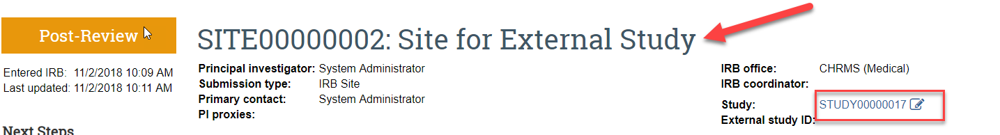 Post-Review
SITE00000002: Site for External Study
Entered IRB: 11/2/2018 10:09 AM
Last updated: 11/2/2018 10:11 AM
Principal investigator: System Administrator
Submission type: IRB Site
Primary contact: System Administrator
PI proxies:
IRB office: CHRMS (Medical)
IRB coordinator:
Study: STUDY00000017
External study ID:
Next Steps